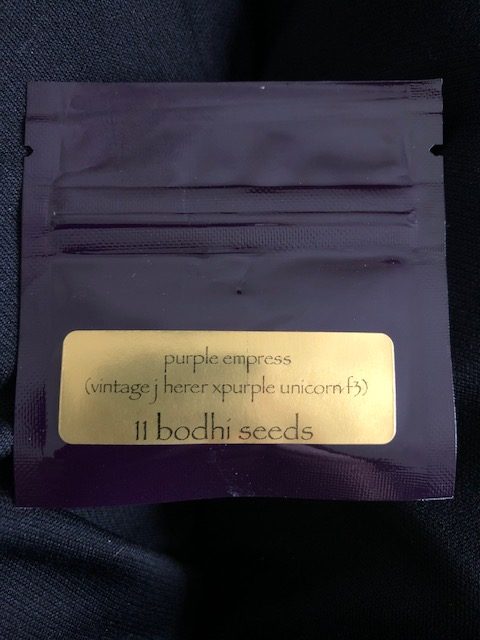 purple empress
(vintage j herer xpurple unicorn f3)
11 bodhi seeds